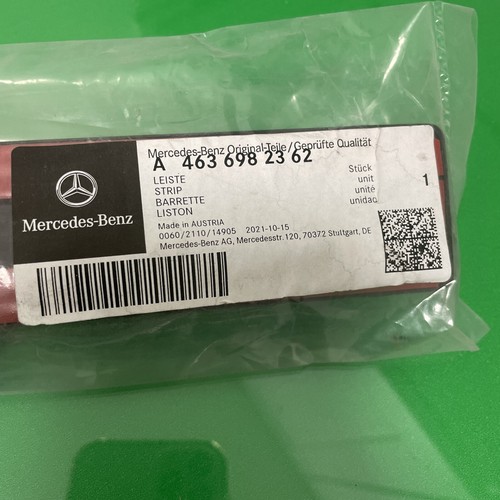 Mercedes-Benz Original-Teile/Geprüfte Qualität
A 463 698 23 62
LEISTE
STRIP
BARRETTE
LISTON
Stück
unit
unité
unidad
1
Made in AUSTRIA
0060/2110/14905 2021-10-15
Mercedes-Benz AG, Mercedesstr.120, 70372 Stuttgart, DE
Mercedes-Benz